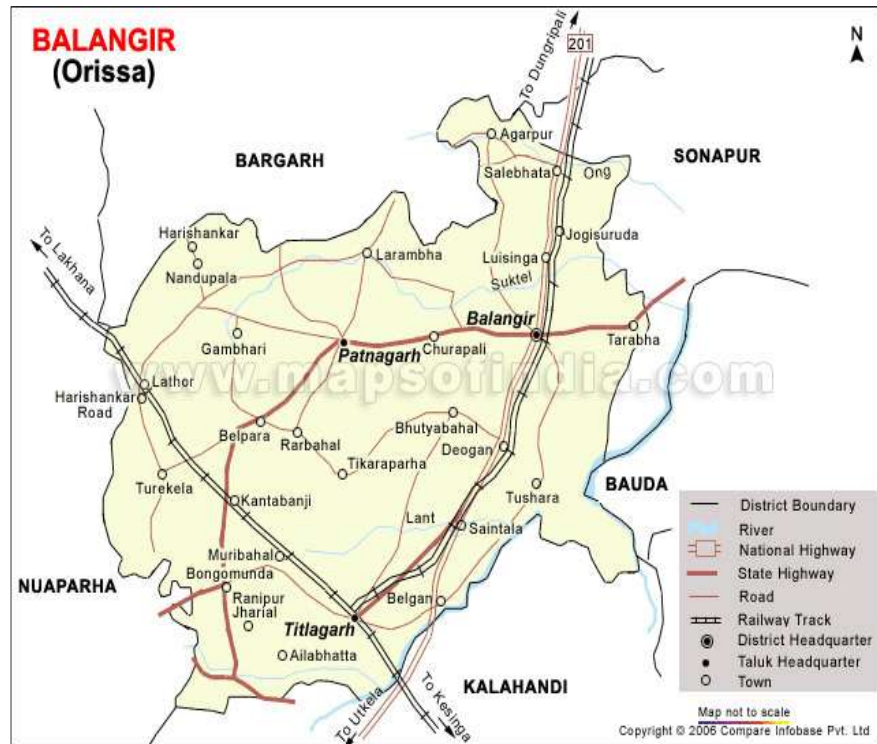 BALANGIR
(Orissa)
N
201
To Dungripali
BARGARH
SONAPUR
Agarpur
Salebhata
Ong
Harishankar
Nandupala
Larambha
Jogisuruda
Luisinga
Suktel
To Lakhana
Balangir
Gambhari
Patnagarh
Churapali
Tarabha
www.mapsofindia.com
Lathor
Harishankar
Road
Belpara
Rarbahal
Bhutyabahal
Deogan
Tikaraparha
Turekela
Tushara
BAUDA
Kantabanji
Lant
Saintala
Muribahal
Bongomunda
NUAPARHA
Ranipur
Jharial
Belgan
Titlagarh
Ailabhatta
KALAHANDI
To Utkela
To Kesinga
District Boundary
River
National Highway
State Highway
Road
Railway Track
District Headquarter
Taluk Headquarter
Town
Map not to scale
Copyright © 2006 Compare Infobase Pvt. Ltd